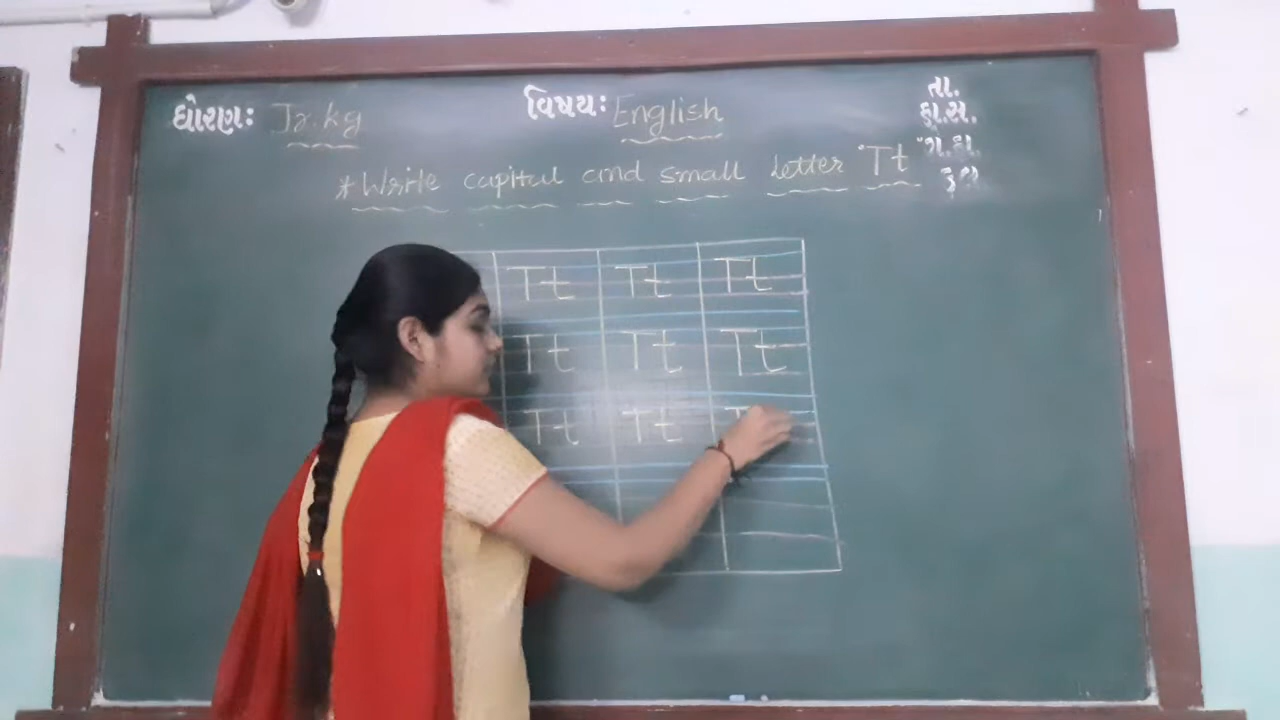 ધોરણ: Jr.kg
વિષય: English
તા.
ક્રા.સ.
ગે.હા.
કુલ
*Write capital and small letter "Tt"
Tt Tt Tt
Tt Tt Tt
Tt Tt T